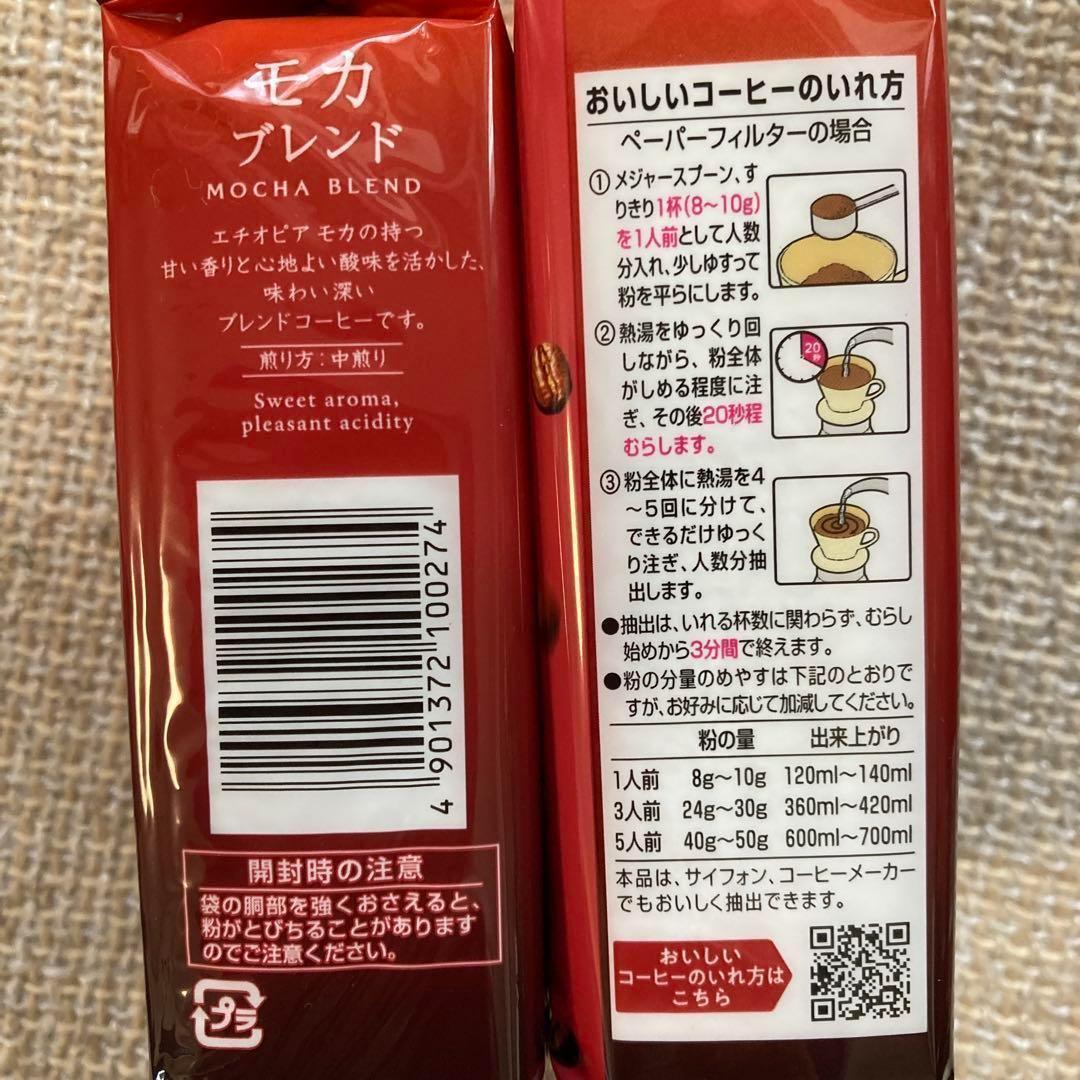 モカ
ブレンド
MOCHA BLEND
エチオピア モカの持つ
甘い香りと心地よい酸味を活かした、
味わい深い
ブレンドコーヒーです。
煎り方:中煎り
Sweet aroma,
pleasant acidity
4 901372 100274
開封時の注意
袋の胴部を強くおさえると、
粉がとびちることがあります
のでご注意ください。
プラ
おいしいコーヒーのいれ方
ペーパーフィルターの場合
①メジャースプーン、す
りきり1杯(8〜10g)
を1人前として人数
分入れ、少しゆすって
粉を平らにします。
②熱湯をゆっくり回
しながら、粉全体
がしめる程度に注
ぎ、その後20秒程
むらします。
20
秒
③粉全体に熱湯を4
〜5回に分けて、
できるだけゆっく
り注ぎ、人数分抽
出します。
●抽出は、いれる杯数に関わらず、むらし
始めから3分間で終えます。
●粉の分量のめやすは下記のとおりで
すが、お好みに応じて加減してください。
粉の量 出来上がり
1人前 8g〜10g 120ml〜140ml
3人前 24g〜30g 360ml〜420ml
5人前 40g〜50g 600ml〜700ml
本品は、サイフォン、コーヒーメーカー
でもおいしく抽出できます。
おいしい
コーヒーのいれ方は
こちら